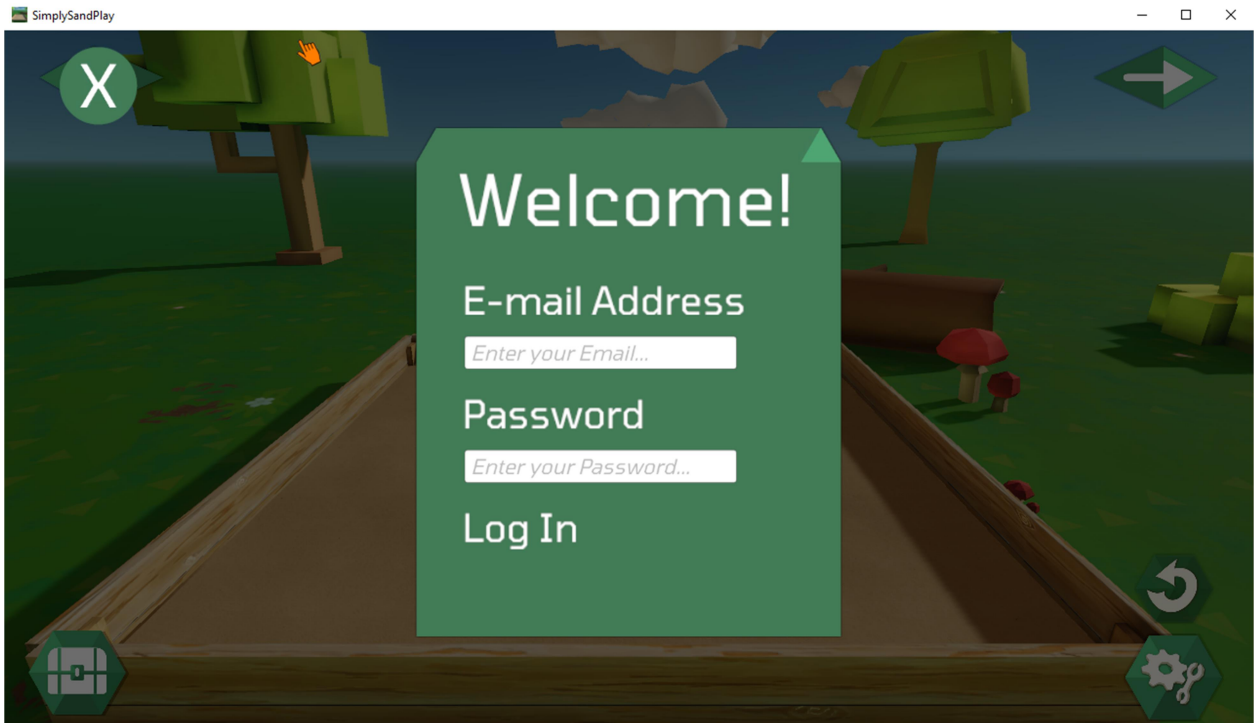 SimplySandPlay
X
Welcome!
E-mail Address
Enter your Email...
Password
Enter your Password...
Log In